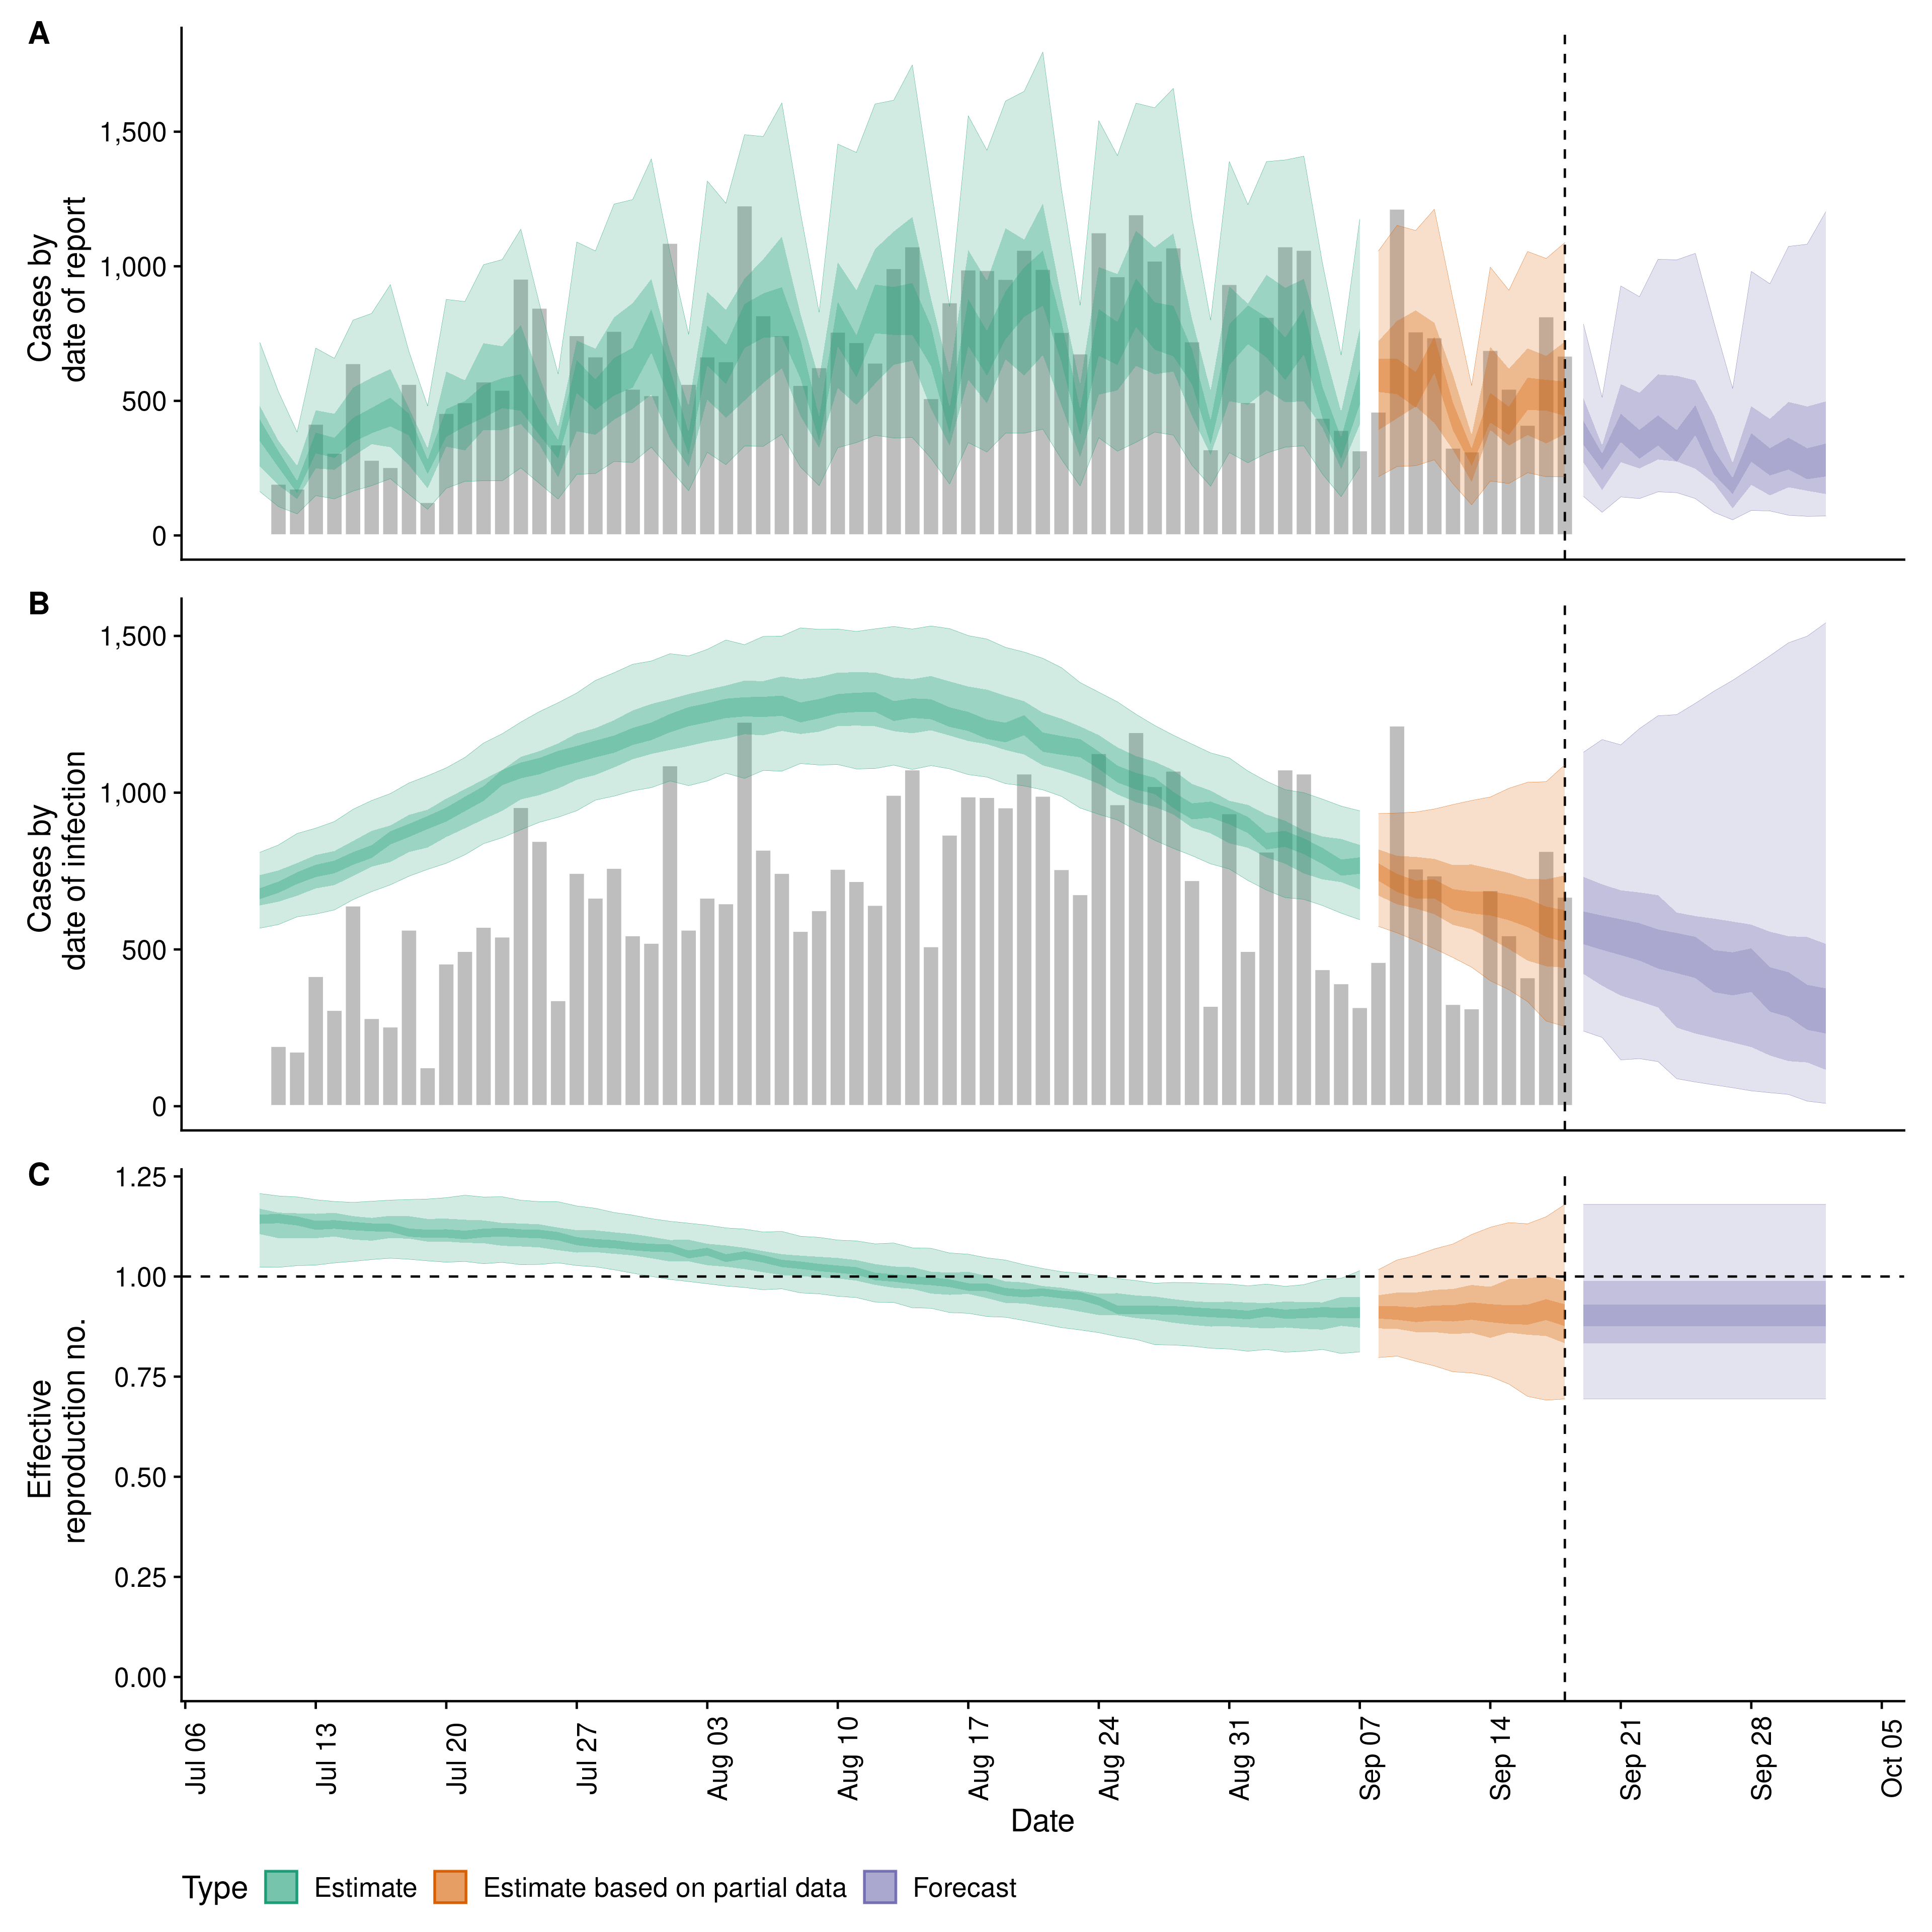 A
Cases by
date of report
1,500
1,000
500
0
B
Cases by
date of infection
1,500
1,000
500
0
C
Effective
reproduction no.
1.25
1.00
0.75
0.50
0.25
0.00
Jul 06
Jul 13
Jul 20
Jul 27
Aug 03
Aug 10
Aug 17
Aug 24
Aug 31
Sep 07
Sep 14
Sep 21
Sep 28
Oct 05
Date
Type Estimate Estimate based on partial data Forecast